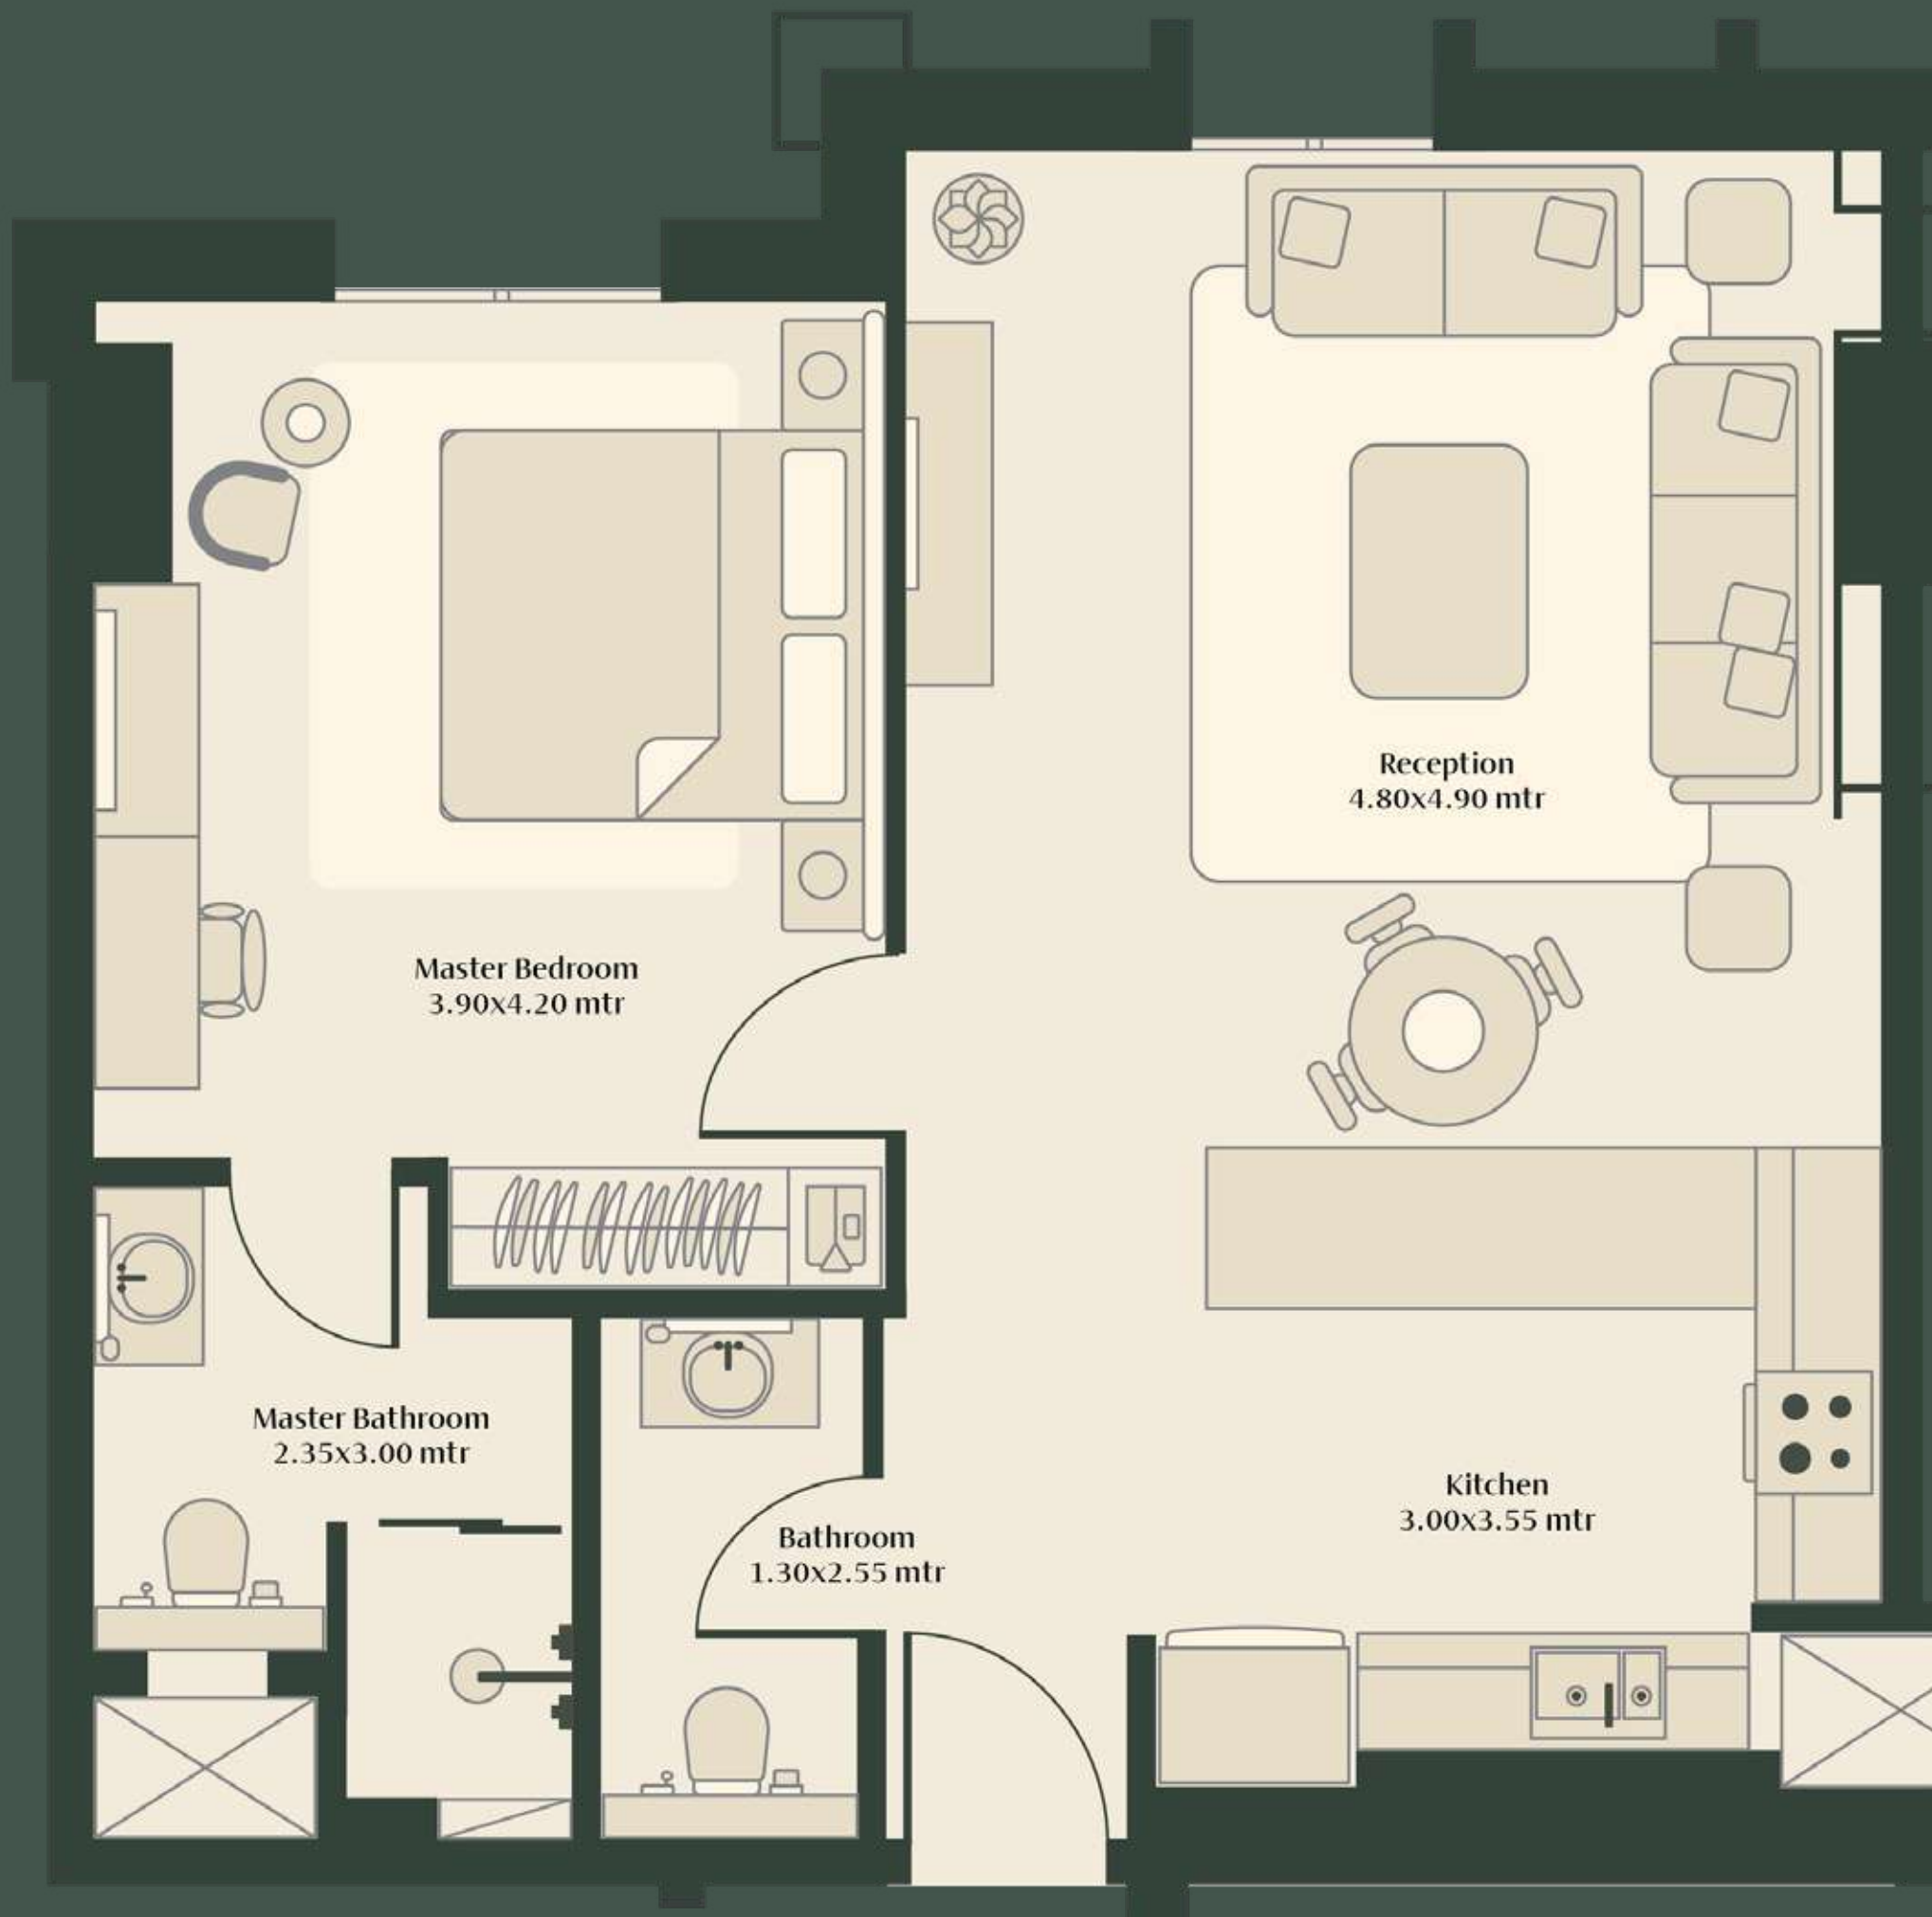 Reception
4.80x4.90 mtr
Master Bedroom
3.90x4.20 mtr
Master Bathroom
2.35x3.00 mtr
Kitchen
3.00x3.55 mtr
Bathroom
1.30x2.55 mtr